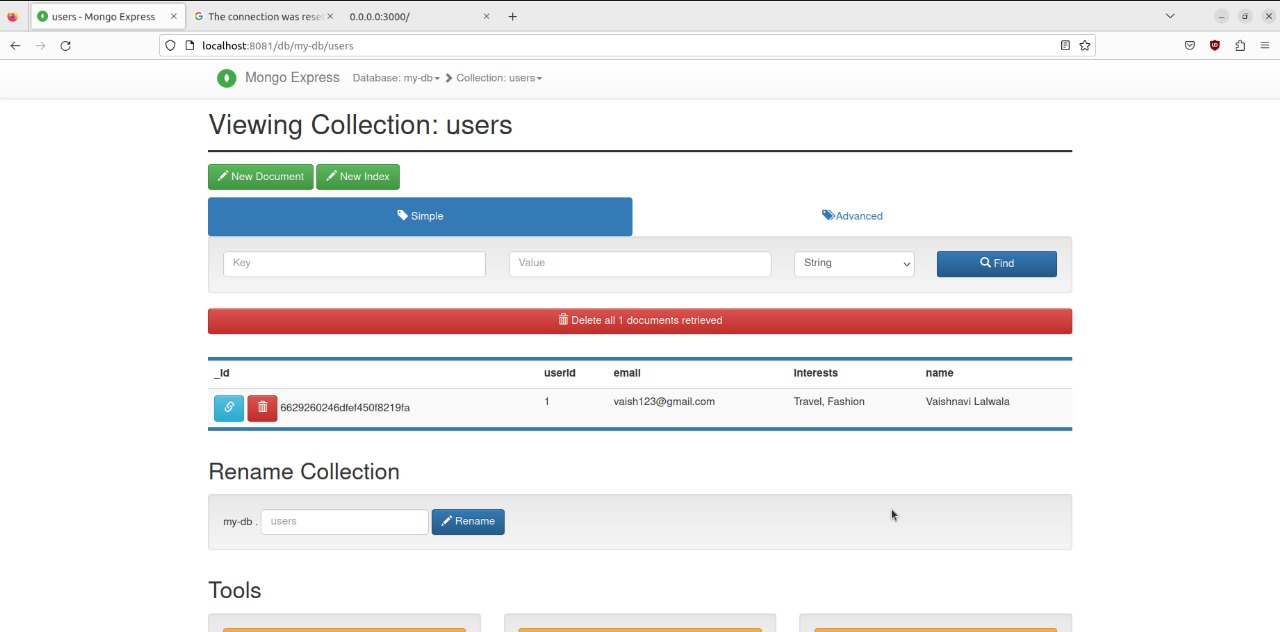 users - Mongo Express
The connection was reset
0.0.0.0:3000/
localhost:8081/db/my-db/users
Mongo Express
Database: my-db
Collection: users
Viewing Collection: users
New Document
New Index
Simple
Advanced
Key
Value
String
Find
Delete all 1 documents retrieved
_id userId email interests name
6629260246dfef450f8219fa 1 vaish123@gmail.com Travel, Fashion Vaishnavi Lalwala
Rename Collection
my-db . users Rename
Tools